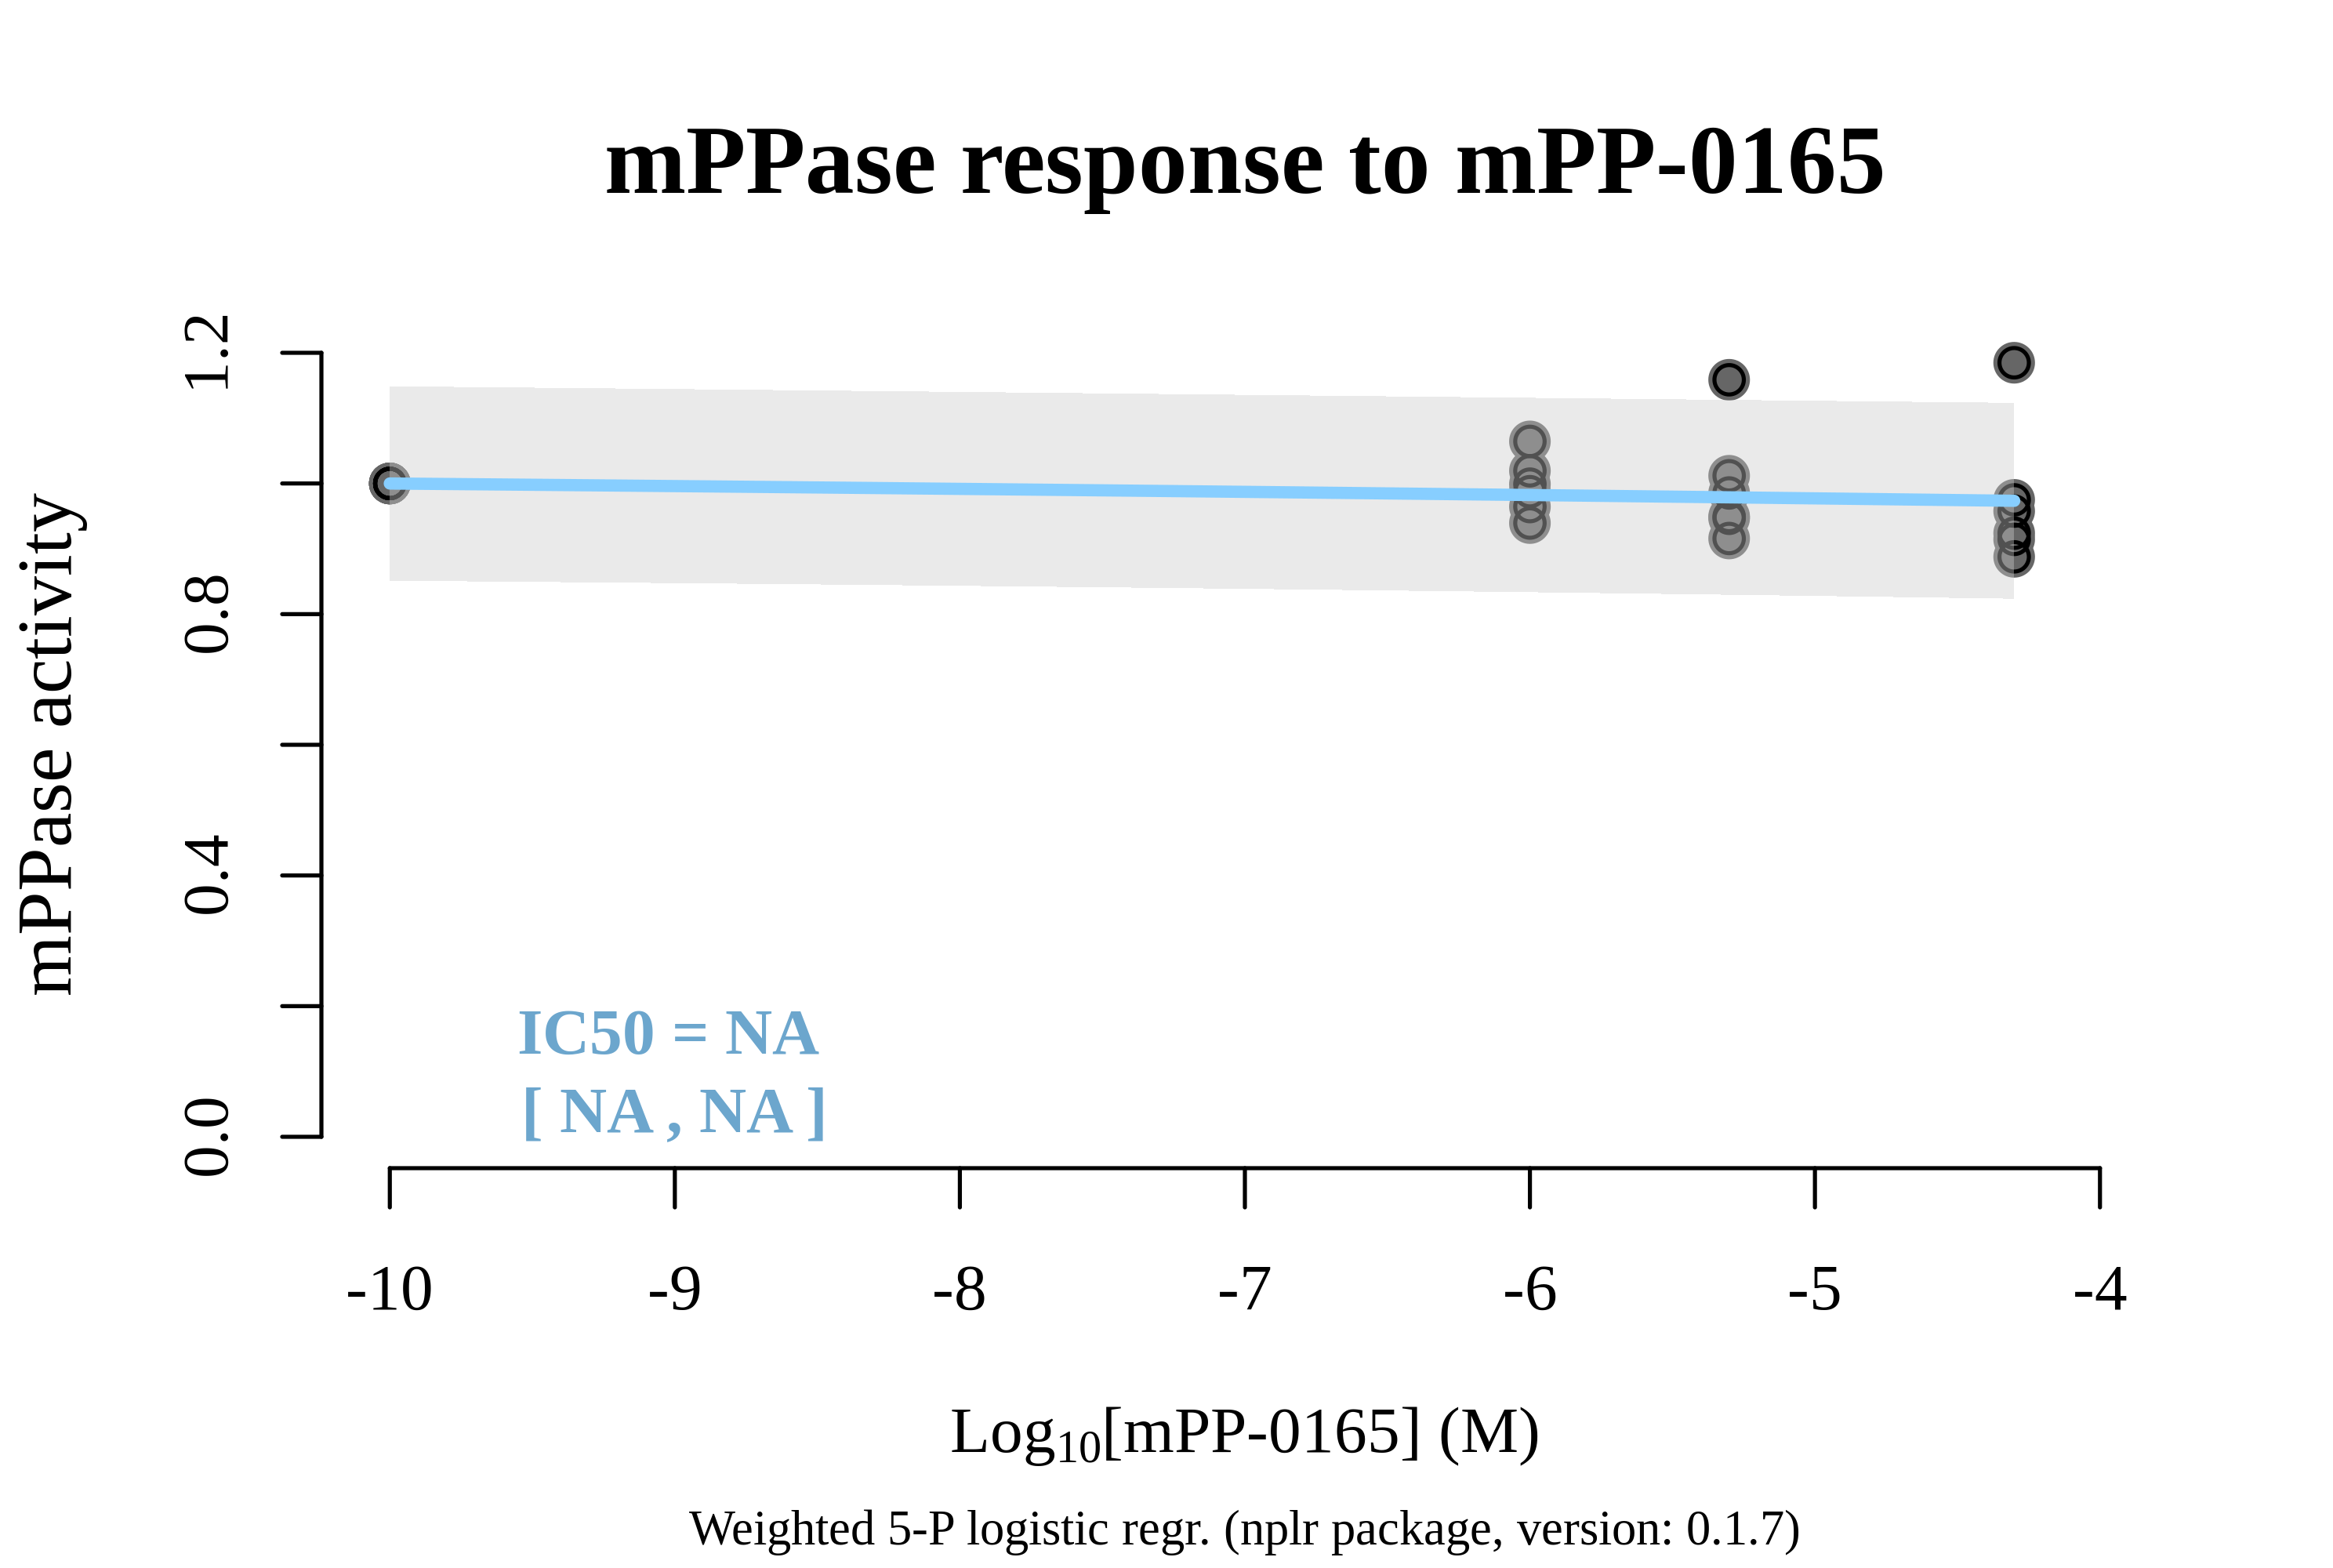 mPPase response to mPP-0165
mPPase activity
1.2
0.8
0.4
0.0
IC50 = NA
[ NA , NA ]
-10 -9 -8 -7 -6 -5 -4
Log10[mPP-0165] (M)
Weighted 5-P logistic regr. (nplr package, version: 0.1.7)